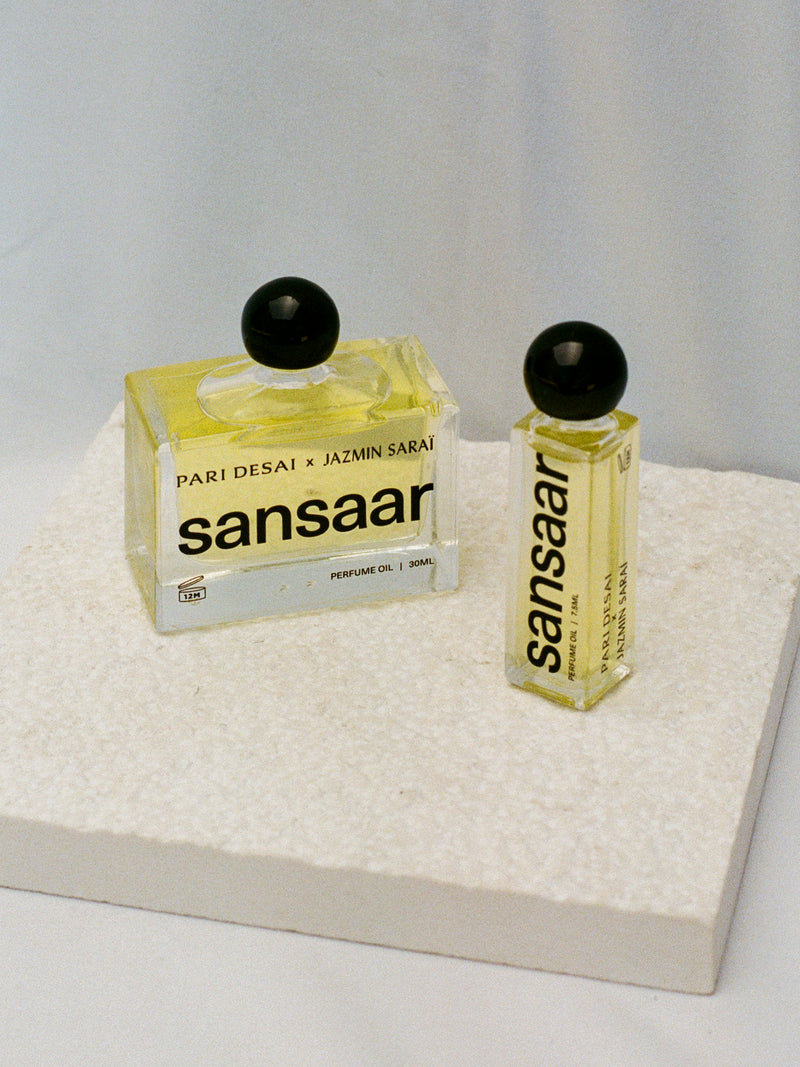 PARI DESAI x JAZMIN SARAÏ
sansaar
PERFUME OIL | 30ML
12M
sansaar
PERFUME OIL | 7.5ML
PARI DESAI
x
JAZMIN SARAÏ